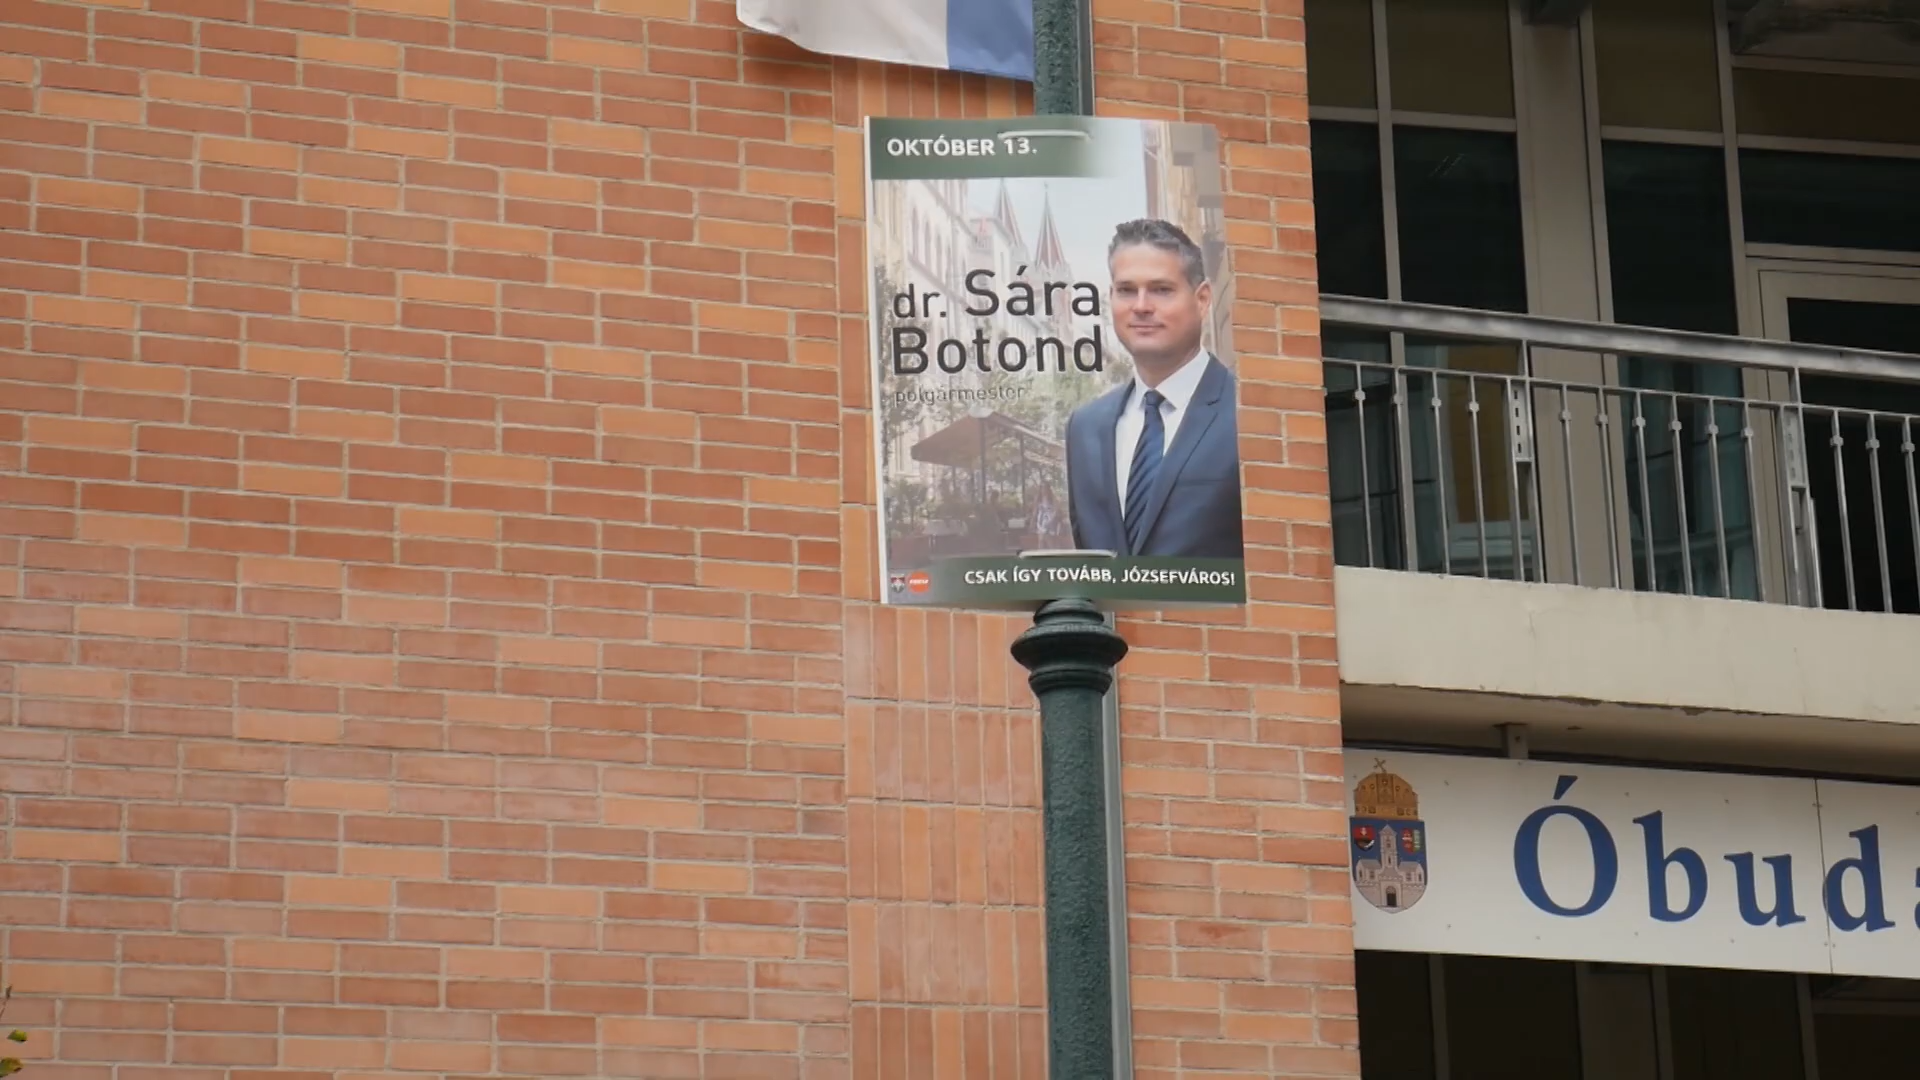 OKTÓBER 13.
dr. Sára
Botond
polgármester
CSAK ÍGY TOVÁBB, JÓZSEFVÁROS!
Óbuda